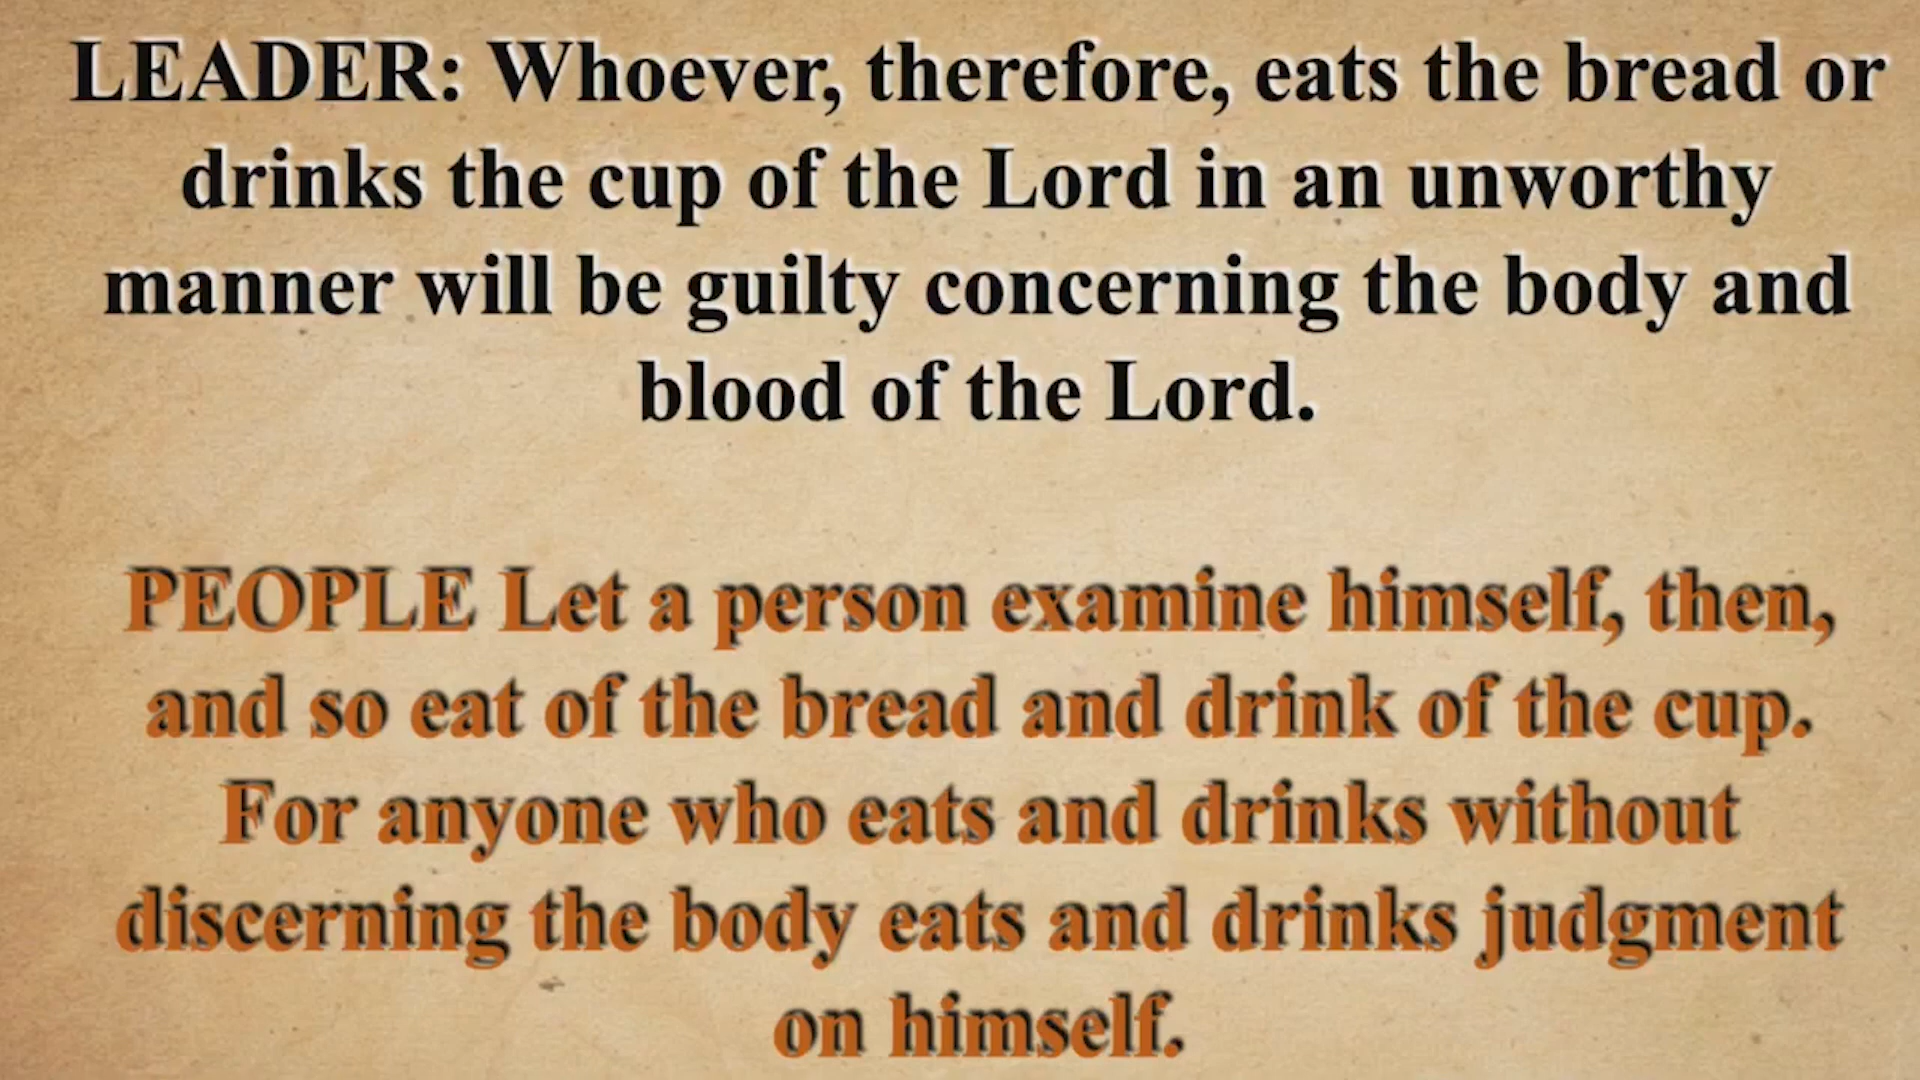 LEADER: Whoever, therefore, eats the bread or
drinks the cup of the Lord in an unworthy
manner will be guilty concerning the body and
blood of the Lord.
PEOPLE Let a person examine himself, then,
and so eat of the bread and drink of the cup.
For anyone who eats and drinks without
discerning the body eats and drinks judgment
on himself.